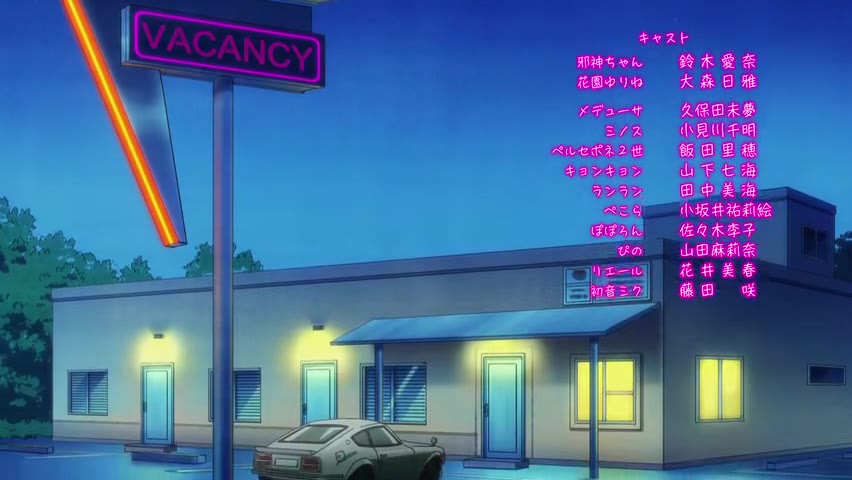 VACANCY
キャスト
邪神ちゃん 鈴木愛奈
花園ゆりね 大森日雅
メデューサ 久保田未夢
ミノス 小見川千明
ペルセポネ2世 飯田里穂
キョンキョン 山下七海
ランラン 田中美海
ぺこら 小坂井祐莉絵
ぽぽろん 佐々木李子
ぴの 山田麻莉奈
リエール 花井美春
初音ミク 藤田 咲